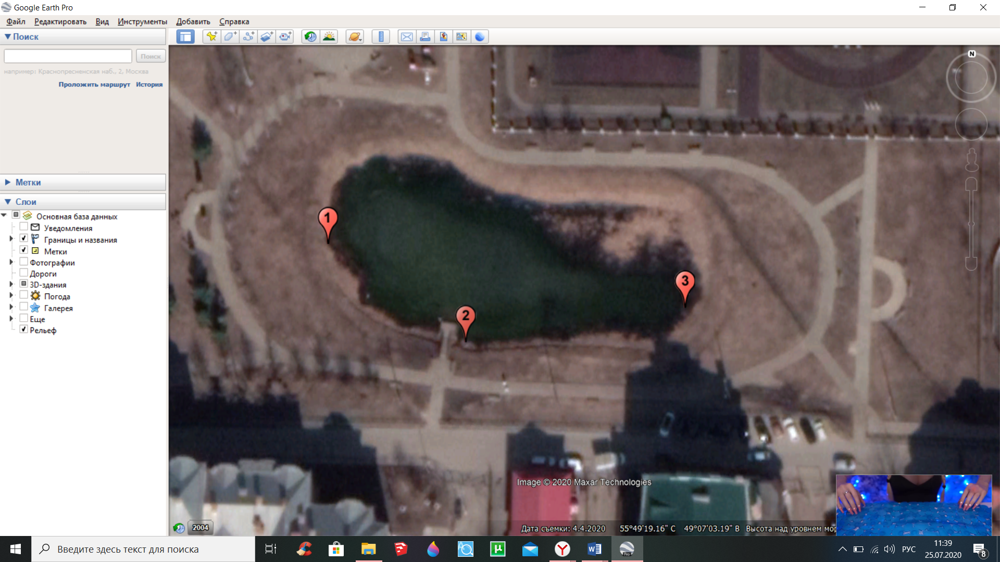 Google Earth Pro
Файл Редактировать Вид Инструменты Добавить Справка
Поиск
Поиск
например: Краснопресненская наб., 2, Москва
Проложить маршрут История
Метки
Слои
Основная база данных
Уведомления
Границы и названия
Метки
Фотографии
Дороги
3D-здания
Погода
Галерея
Еще
Рельеф
N
1
2
3
Image © 2020 Maxar Technologies
2004
Дата съемки: 4.4.2020 55°49'19.16" С 49°07'03.19" В Высота над уровнем мор
Введите здесь текст для поиска
РУС
11:39
25.07.2020
8